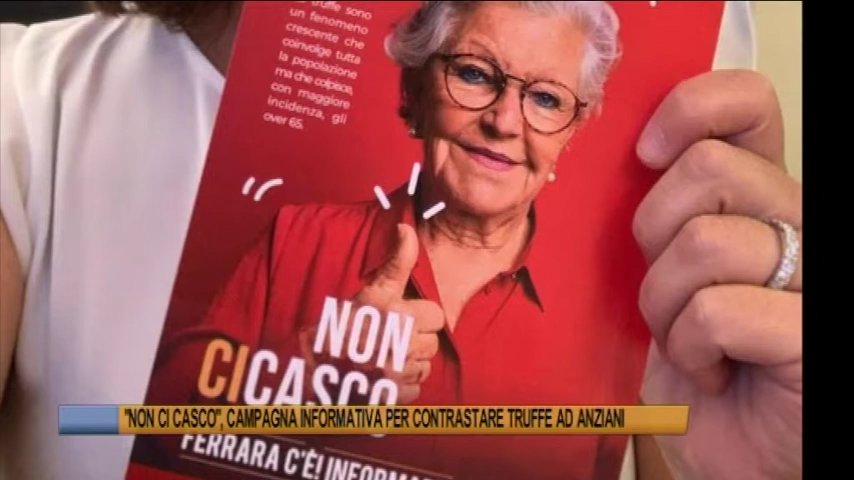 truffe sono
un fenomeno
crescente che
coinvolge tutta
la popolazione
ma che colpisce,
con maggiore
incidenza, gli
over 65.
NON
CICASCO
"NON CI CASCO", CAMPAGNA INFORMATIVA PER CONTRASTARE TRUFFE AD ANZIANI
FERRARA C'È!